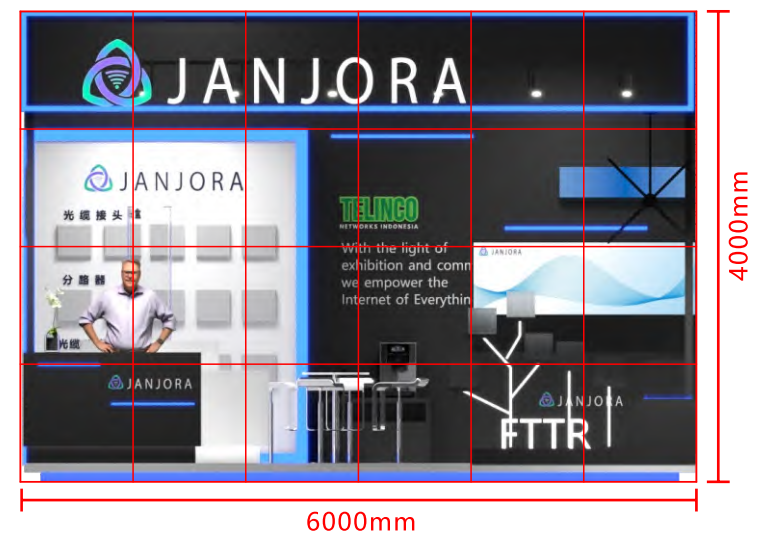 JANJORA
JANJORA
光缆接头盒
TELINCO
NETWORKS INDONESIA
With the light of
exhibition and comm
we empower the
Internet of Everythin
JANJORA
分路器
光缆
JANJORA
JANJORA
FTTR
4000mm
6000mm